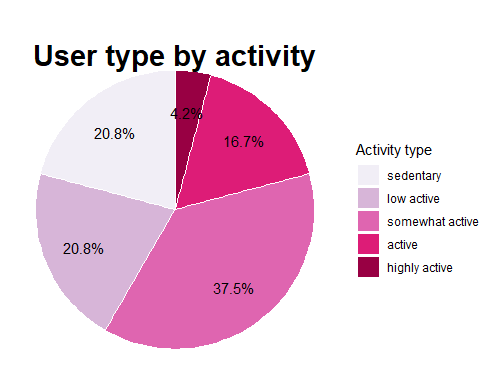 User type by activity
4.2%
20.8%
16.7%
20.8%
37.5%
Activity type
sedentary
low active
somewhat active
active
highly active